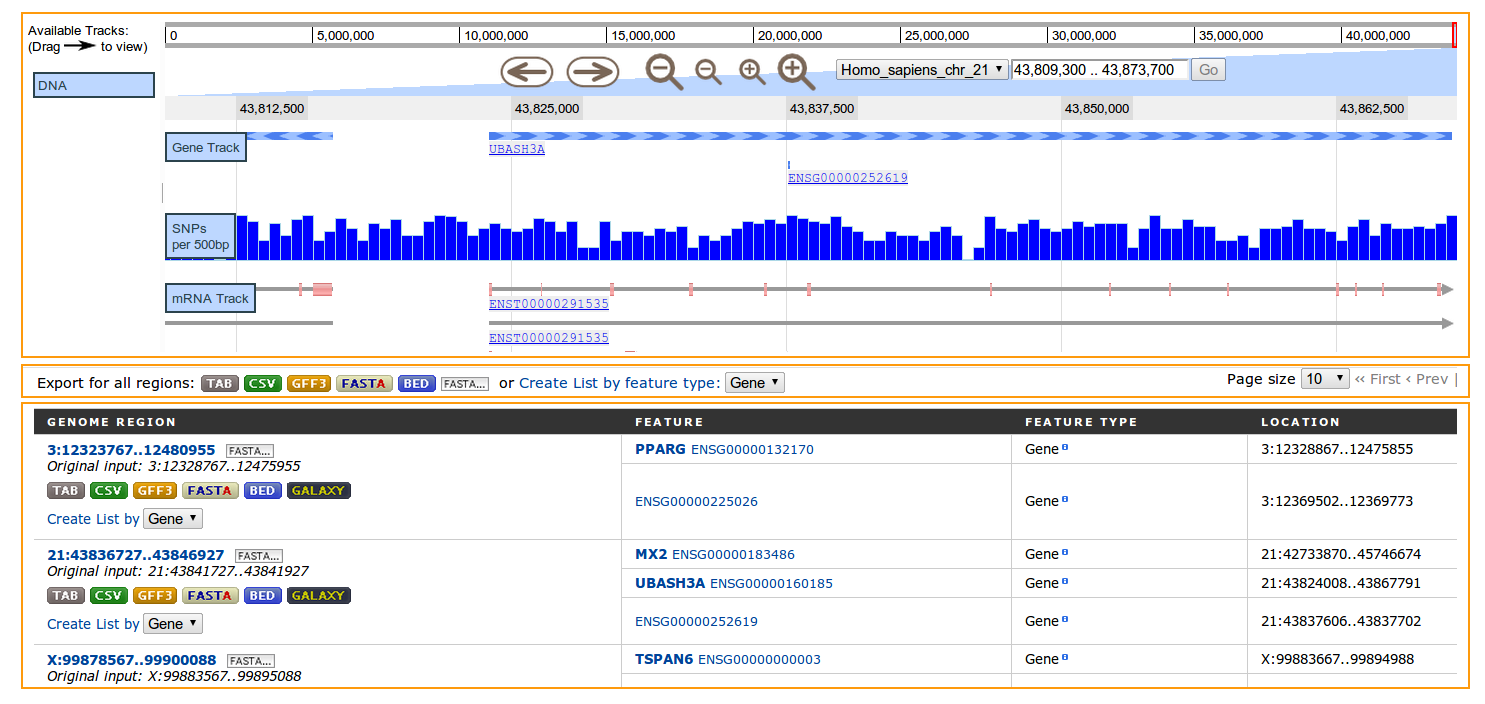 Available Tracks:
(Drag to view)
0 5,000,000 10,000,000 15,000,000 20,000,000 25,000,000 30,000,000 35,000,000 40,000,000
DNA
Homo_sapiens_chr_21 43,809,300 .. 43,873,700 Go
43,812,500 43,825,000 43,837,500 43,850,000 43,862,500
Gene Track
UBASH3A
ENSG00000252619
SNPs
per 500bp
mRNA Track
ENST00000291535
ENST00000291535
Export for all regions: TAB CSV GFF3 FASTA BED FASTA... or Create List by feature type: Gene Page size 10 ‹‹ First ‹ Prev |
GENOME REGION FEATURE FEATURE TYPE LOCATION
3:12323767..12480955 FASTA... PPARG ENSG00000132170 Gene 3:12328867..12475855
Original input: 3:12328767..12475955
TAB CSV GFF3 FASTA BED GALAXY ENSG00000225026 Gene 3:12369502..12369773
Create List by Gene
21:43836727..43846927 FASTA... MX2 ENSG00000183486 Gene 21:42733870..45746674
Original input: 21:43841727..43841927
TAB CSV GFF3 FASTA BED GALAXY UBASH3A ENSG00000160185 Gene 21:43824008..43867791
Create List by Gene ENSG00000252619 Gene 21:43837606..43837702
X:99878567..99900088 FASTA... TSPAN6 ENSG00000000003 Gene X:99883667..99894988
Original input: X:99883567..99895088